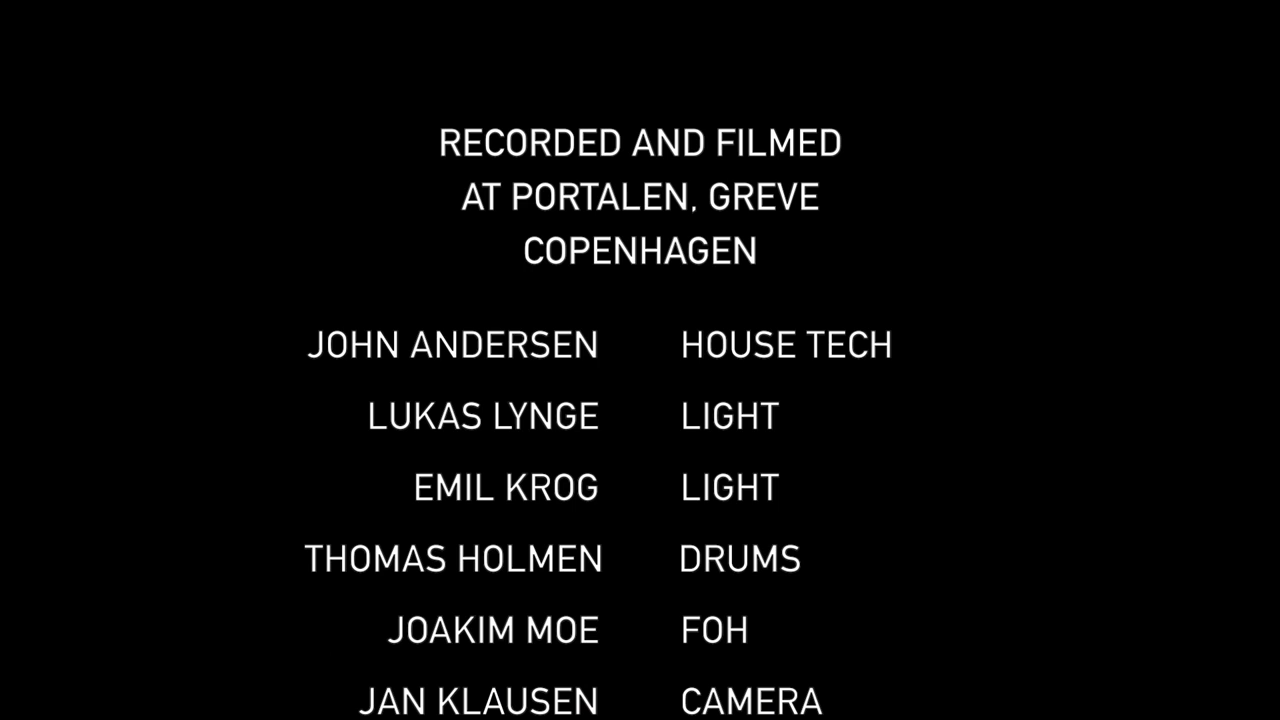 RECORDED AND FILMED
AT PORTALEN, GREVE
COPENHAGEN
JOHN ANDERSEN HOUSE TECH
LUKAS LYNGE LIGHT
EMIL KROG LIGHT
THOMAS HOLMEN DRUMS
JOAKIM MOE FOH
JAN KLAUSEN CAMERA